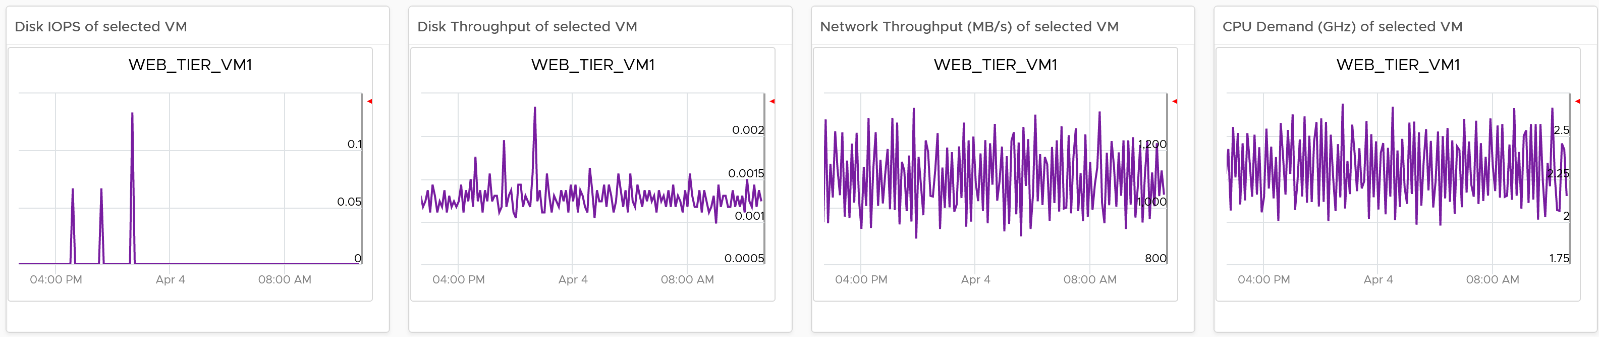 Disk IOPS of selected VM
WEB_TIER_VM1
0.1
0.05
0
04:00 PM Apr 4 08:00 AM
Disk Throughput of selected VM
WEB_TIER_VM1
0.002
0.0015
0.001
0.0005
04:00 PM Apr 4 08:00 AM
Network Throughput (MB/s) of selected VM
WEB_TIER_VM1
1,200
1,000
800
04:00 PM Apr 4 08:00 AM
CPU Demand (GHz) of selected VM
WEB_TIER_VM1
2.5
2.25
2
1.75
04:00 PM Apr 4 08:00 AM